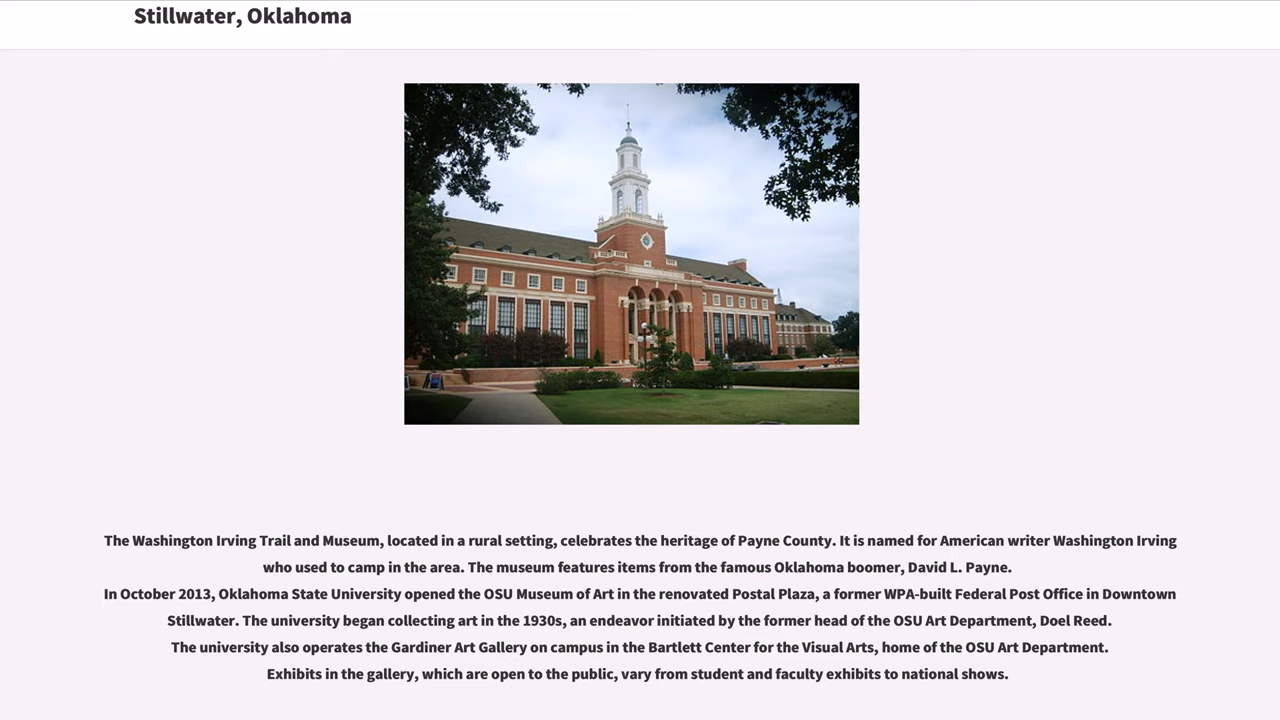 Stillwater, Oklahoma
The Washington Irving Trail and Museum, located in a rural setting, celebrates the heritage of Payne County. It is named for American writer Washington Irving
who used to camp in the area. The museum features items from the famous Oklahoma boomer, David L. Payne.
In October 2013, Oklahoma State University opened the OSU Museum of Art in the renovated Postal Plaza, a former WPA-built Federal Post Office in Downtown
Stillwater. The university began collecting art in the 1930s, an endeavor initiated by the former head of the OSU Art Department, Doel Reed.
The university also operates the Gardiner Art Gallery on campus in the Bartlett Center for the Visual Arts, home of the OSU Art Department.
Exhibits in the gallery, which are open to the public, vary from student and faculty exhibits to national shows.